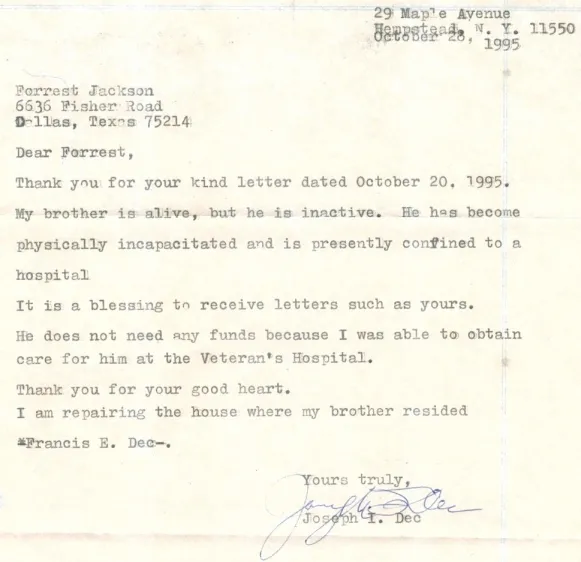 29 Maple Avenue
Hempstead, N. Y. 11550
October 28, 1995
Forrest Jackson
6636 Fisher Road
Dallas, Texas 75214
Dear Forrest,
Thank you for your kind letter dated October 20, 1995.
My brother is alive, but he is inactive. He has become
physically incapacitated and is presently confined to a
hospital
It is a blessing to receive letters such as yours.
He does not need any funds because I was able to obtain
care for him at the Veteran's Hospital.
Thank you for your good heart.
I am repairing the house where my brother resided
*Francis E. Dec-.
Yours truly,
Joseph I. Dec
Joseph I. Dec